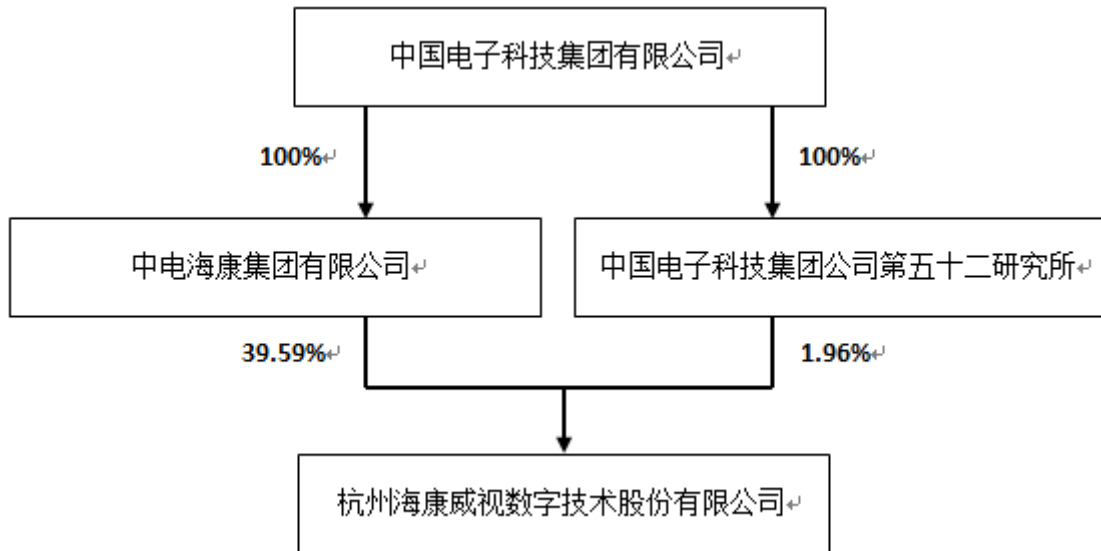 中国电子科技集团有限公司↵
100%↵
100%↵
中电海康集团有限公司↵
中国电子科技集团公司第五十二研究所↵
39.59%↵
1.96%↵
杭州海康威视数字技术股份有限公司↵